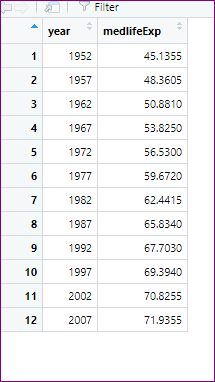 Filter
year medlifeExp
1 1952 45.1355
2 1957 48.3605
3 1962 50.8810
4 1967 53.8250
5 1972 56.5300
6 1977 59.6720
7 1982 62.4415
8 1987 65.8340
9 1992 67.7030
10 1997 69.3940
11 2002 70.8255
12 2007 71.9355